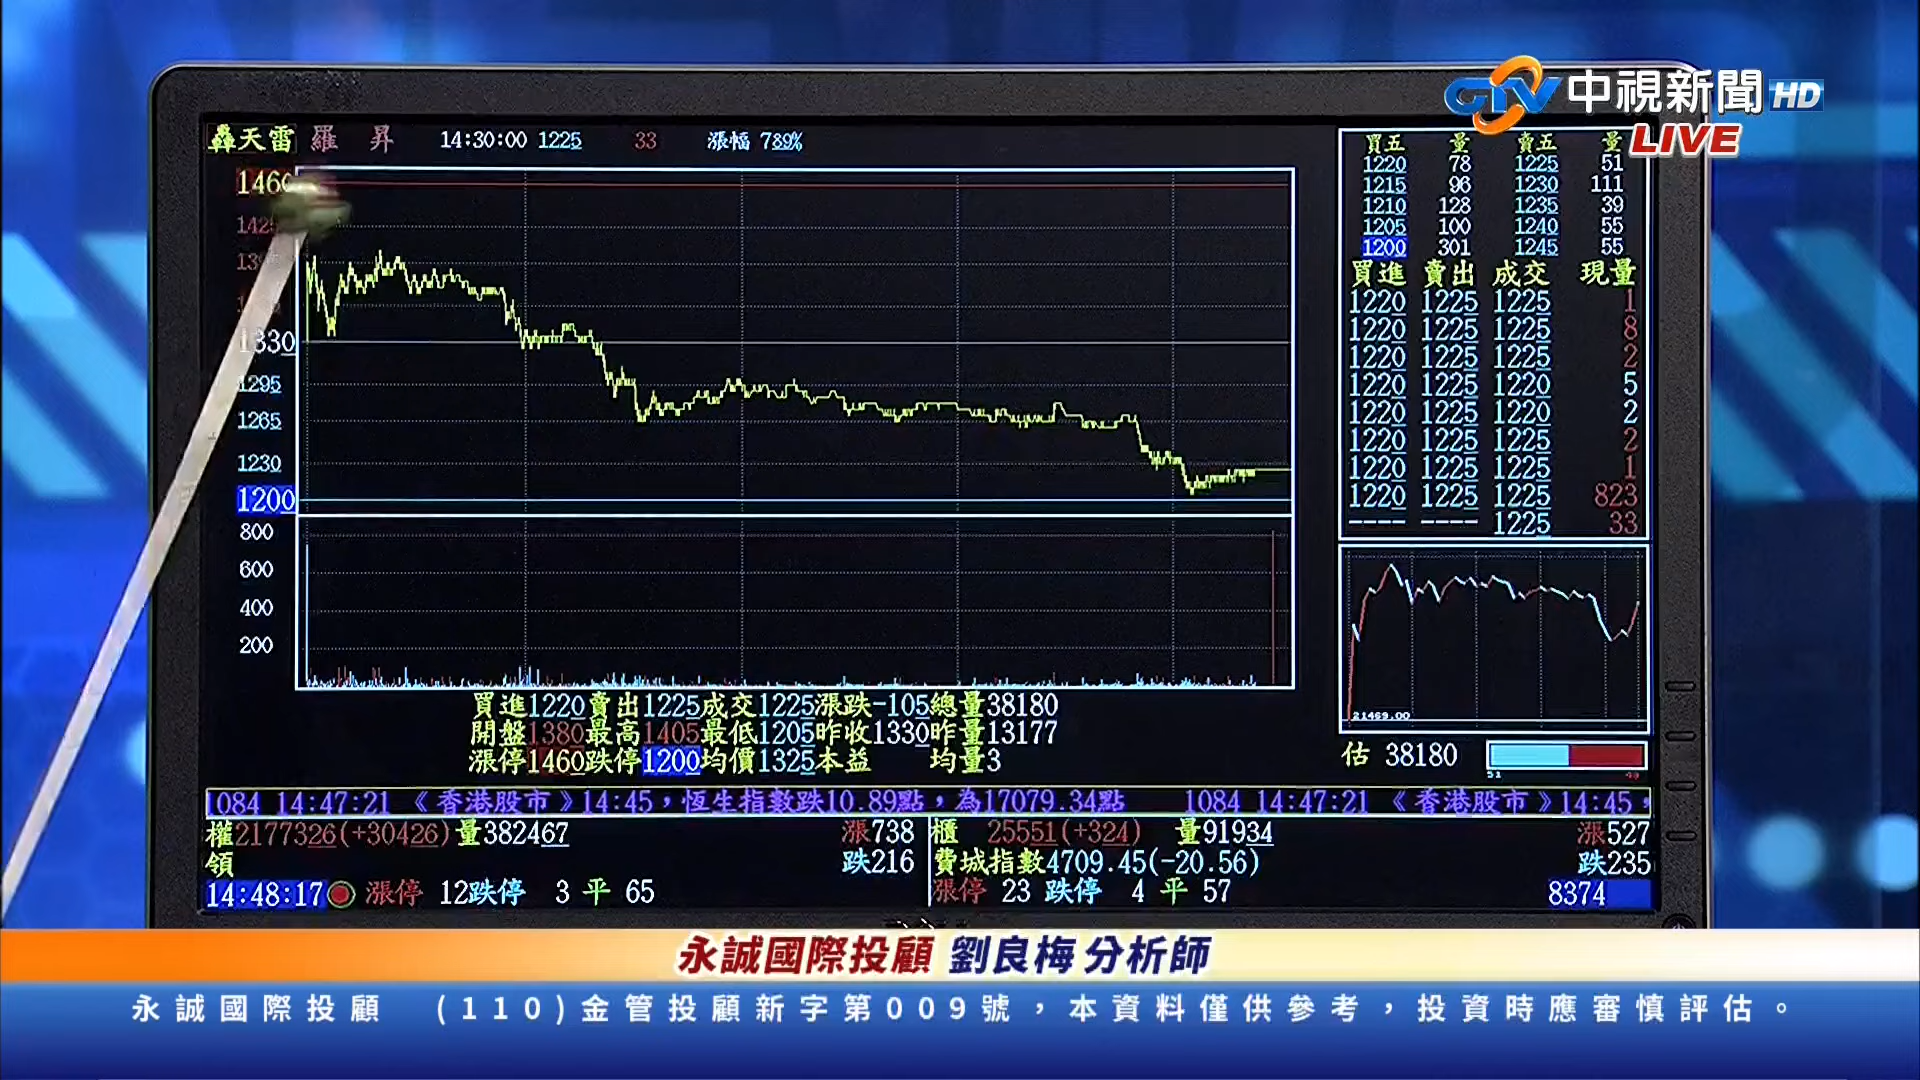 CTV 中視新聞 HD
LIVE
轟天雷 羅 昇 14:30:00 1225 33 漲幅 789%
1460
1330
1295
1265
1230
1200
800
600
400
200
買五 量 賣五 量
1220 78 1225 51
1215 96 1230 111
1210 128 1235 39
1205 100 1240 55
1200 301 1245 55
買進 賣出 成交 現量
1220 1225 1225 1
1220 1225 1225 8
1220 1225 1225 2
1220 1225 1220 5
1220 1225 1220 2
1220 1225 1225 2
1220 1225 1225 1
1220 1225 1225 823
---- ---- 1225 33
21469.00
估 38180
51
買進1220賣出1225成交1225漲跌-105總量38180
開盤1380最高1405最低1205昨收1330昨量13177
漲停1460跌停1200均價1325本益 均量3
1084 14:47:21 《香港股市》14:45，恆生指數跌10.89點，為17079.34點 1084 14:47:21 《香港股市》14:45，
權2177326(+30426)量382467 漲738 櫃 25551(+324) 量91934 漲527
領 跌216 費城指數4709.45(-20.56) 跌235
14:48:17 漲停 12跌停 3 平 65 漲停 23 跌停 4 平 57 8374
永誠國際投顧 劉良梅 分析師
永誠國際投顧 (110)金管投顧新字第009號，本資料僅供參考，投資時應審慎評估。